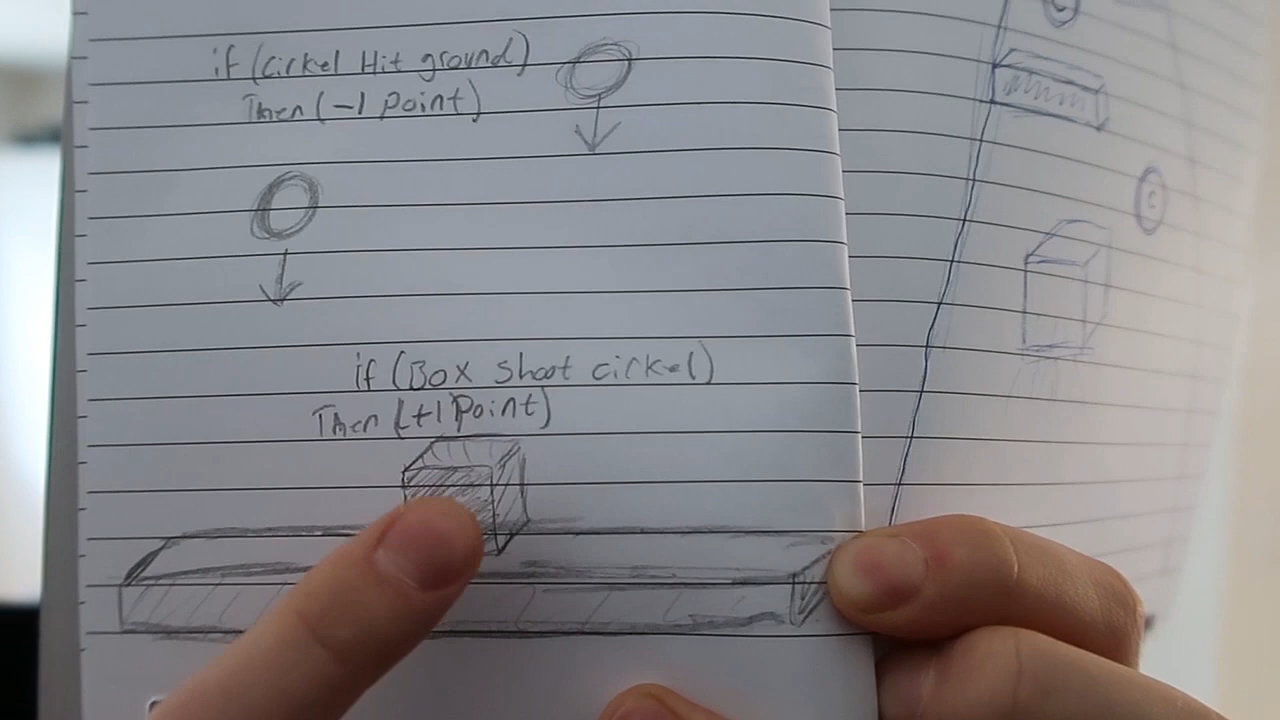 if (cirkel Hit ground)
Then (-1 point)
if (Box shoot cirkel)
Then (+1 Point)
C